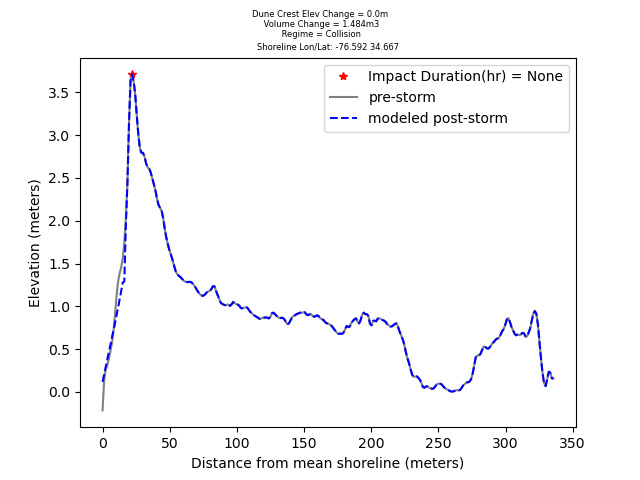 Dune Crest Elev Change = 0.0m
Volume Change = 1.484m3
Regime = Collision
Shoreline Lon/Lat: -76.592 34.667
Impact Duration(hr) = None
pre-storm
modeled post-storm
Elevation (meters)
3.5
3.0
2.5
2.0
1.5
1.0
0.5
0.0
0 50 100 150 200 250 300 350
Distance from mean shoreline (meters)